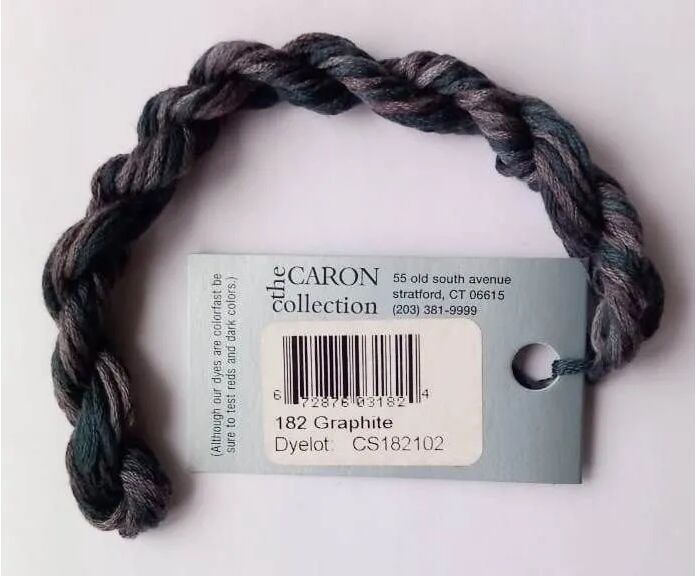 the CARON
collection
55 old south avenue
stratford, CT 06615
(203) 381-9999
(Although our dyes are colorfast be
sure to test reds and dark colors.)
6 72876 03182 4
182 Graphite
Dyelot: CS182102